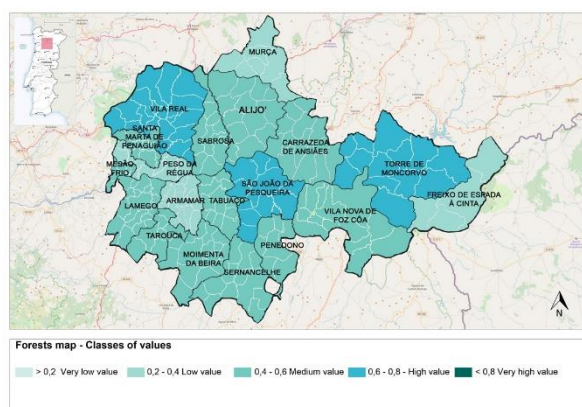 MURÇA
VILA REAL
ALIJO'
SANTA
MARTA DE
PENAGUIÃO
SABROSA
CARRAZEDA
DE ANSIÃES
MESÃO
FRIO
PESO DA
RÉGUA
TORRE DE
MONCORVO
SÃO JOÃO DA
PESQUEIRA
FREIXO DE ESPADA
À CINTA
LAMEGO
ARMAMAR
TABUAÇO
VILA NOVA DE
FOZ CÔA
TAROUCA
PENEDONO
MOIMENTA
DA BEIRA
SERNANCELHE
N
Forests map - Classes of values
> 0,2 Very low value
0,2 - 0,4 Low value
0,4 - 0,6 Medium value
0,6 - 0,8 - High value
< 0,8 Very high value